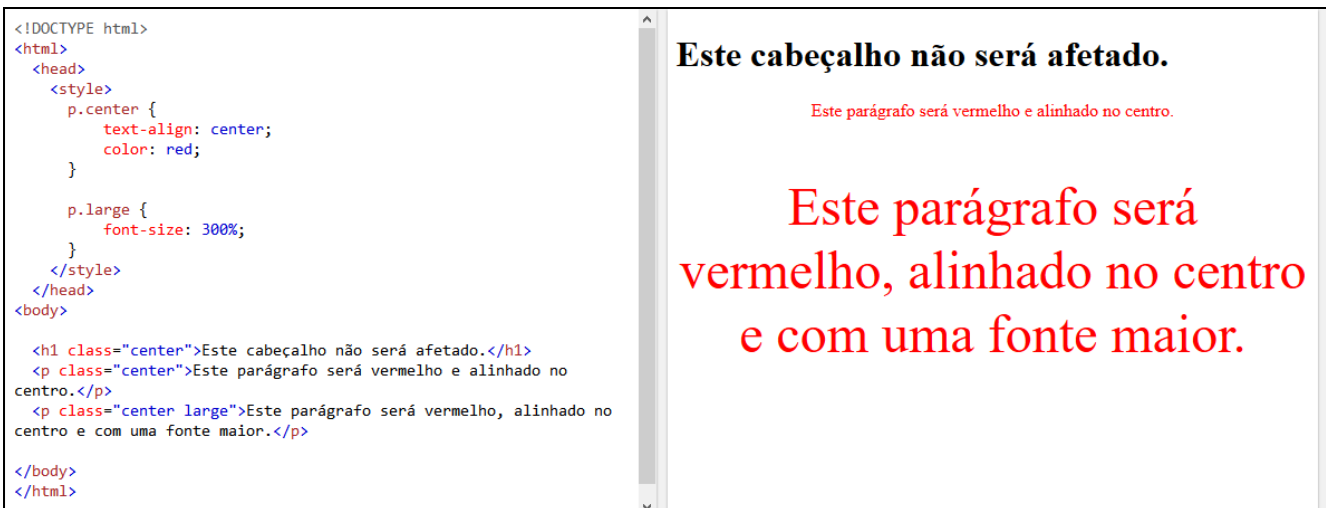 <!DOCTYPE html>
<html>
<head>
<style>
p.center {
text-align: center;
color: red;
}
p.large {
font-size: 300%;
}
</style>
</head>
<body>
<h1 class="center">Este cabeçalho não será afetado.</h1>
<p class="center">Este parágrafo será vermelho e alinhado no
centro.</p>
<p class="center large">Este parágrafo será vermelho, alinhado no
centro e com uma fonte maior.</p>
</body>
</html>
Este cabeçalho não será afetado.
Este parágrafo será vermelho e alinhado no centro.
Este parágrafo será
vermelho, alinhado no centro
e com uma fonte maior.